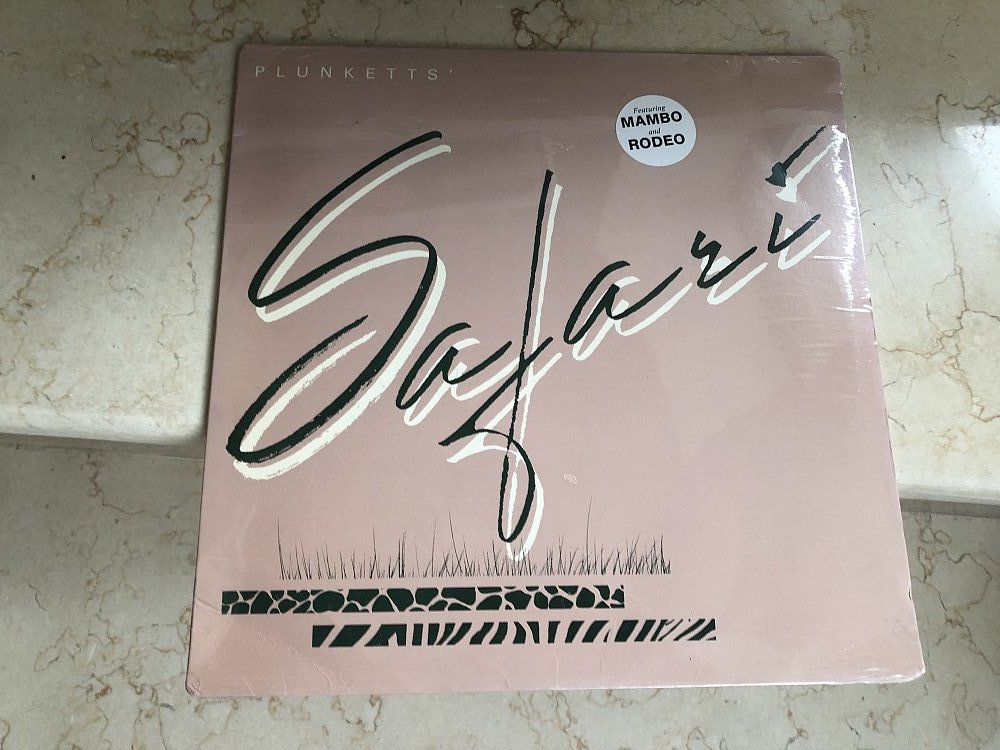 PLUNKETTS'
Featuring
MAMBO
and
RODEO
Safari